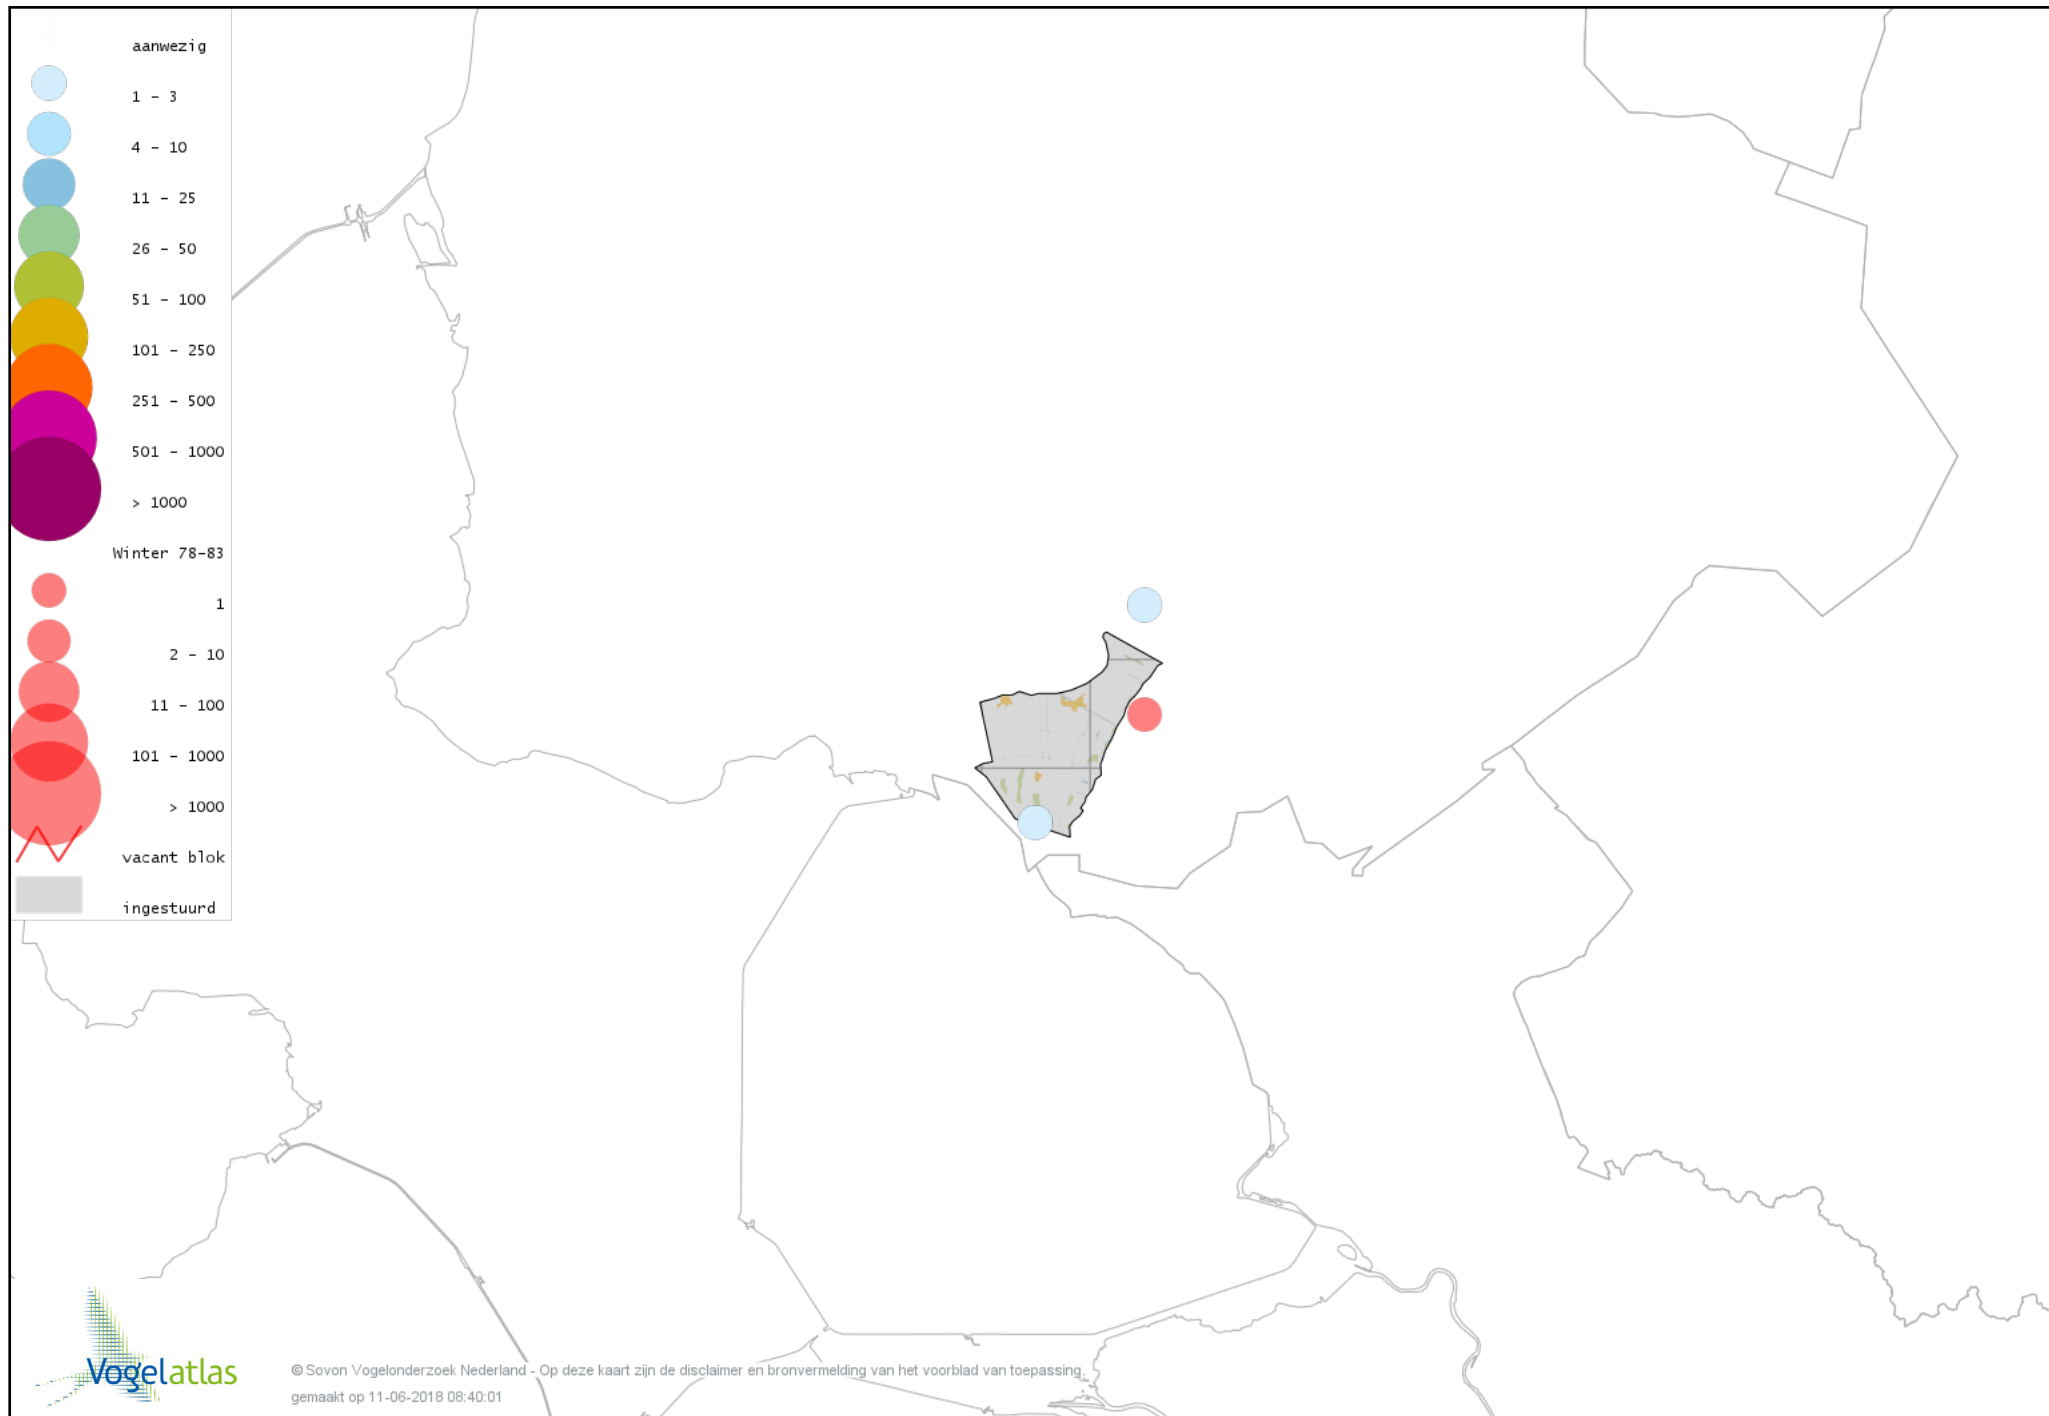 aanwezig
1 - 3
4 - 10
11 - 25
26 - 50
51 - 100
101 - 250
251 - 500
501 - 1000
> 1000
Winter 78-83
1
2 - 10
11 - 100
101 - 1000
> 1000
vacant blok
ingestuurd
Vogelatlas
© Sovon Vogelonderzoek Nederland - Op deze kaart zijn de disclaimer en bronvermelding van het voorblad van toepassing.
gemaakt op 11-06-2018 08:40:01